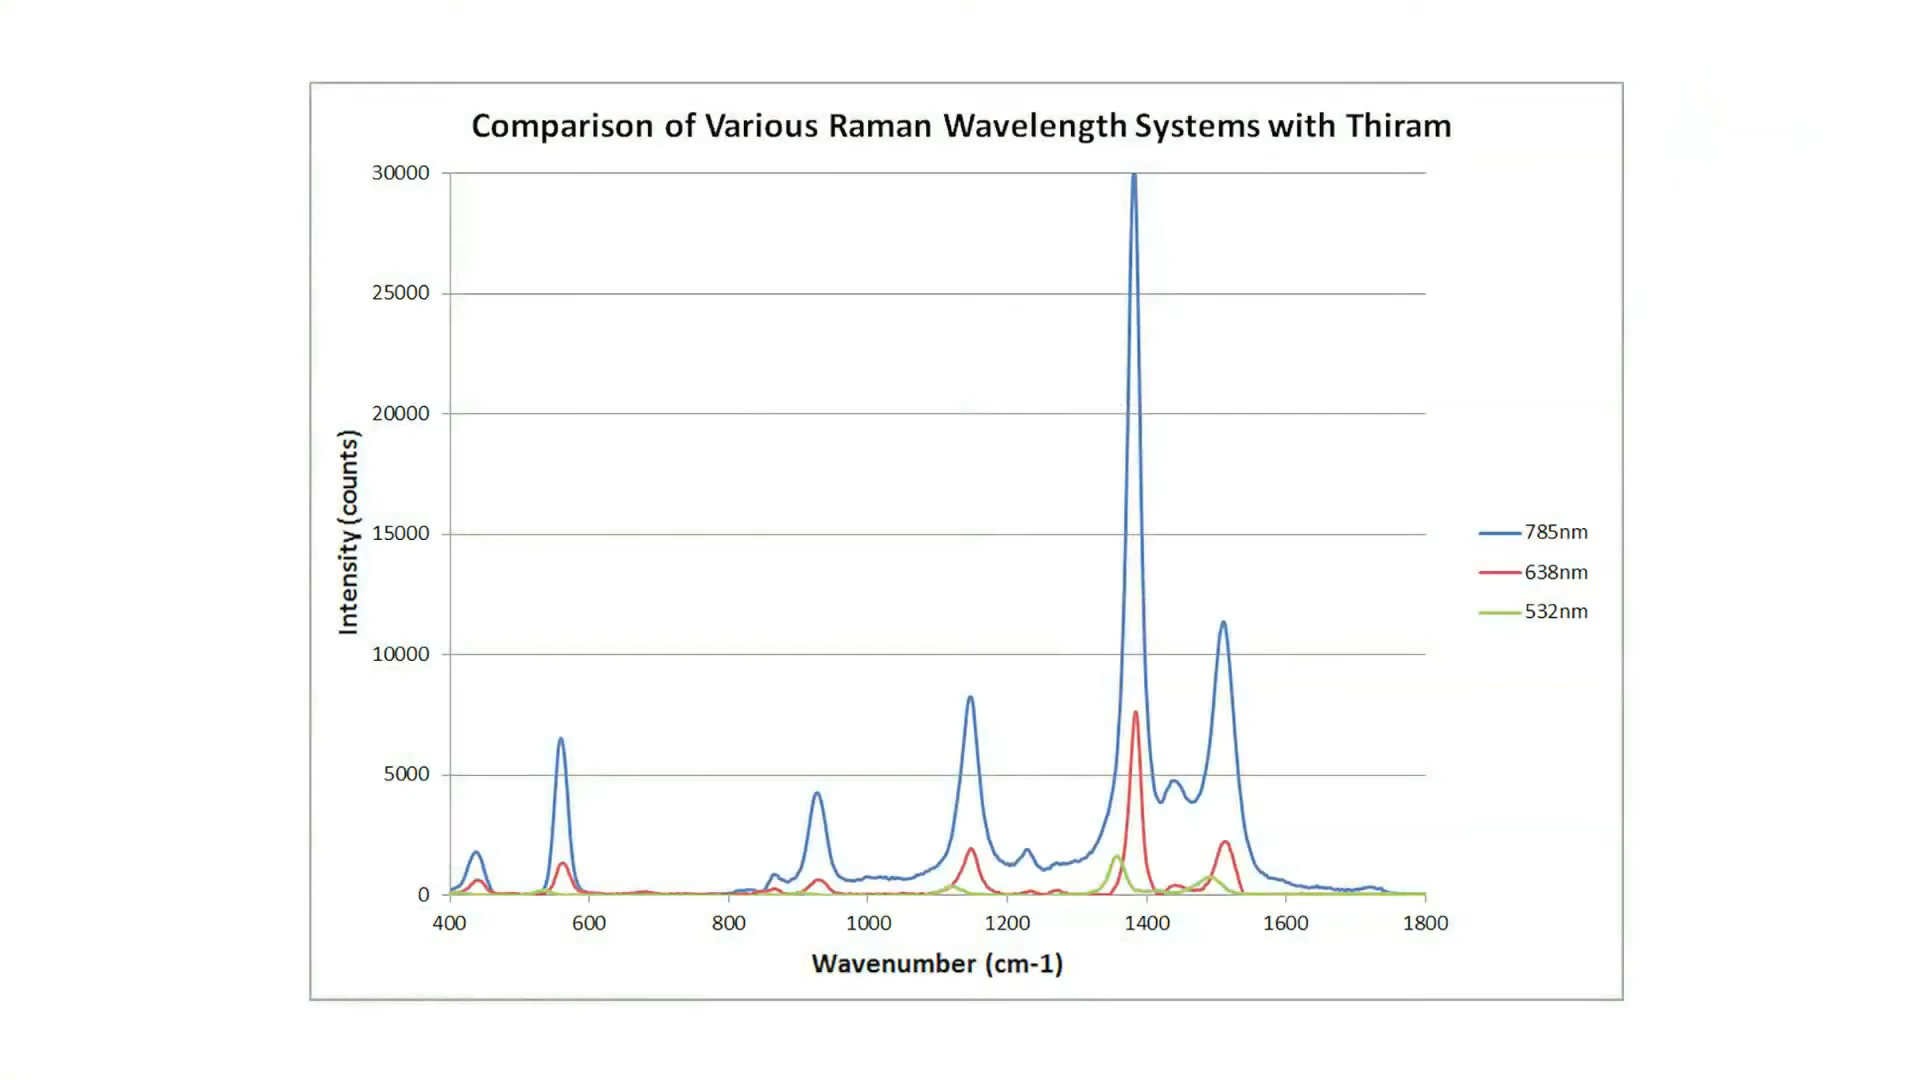 Comparison of Various Raman Wavelength Systems with Thiram
30000
25000
20000
15000
10000
5000
0
Intensity (counts)
400 600 800 1000 1200 1400 1600 1800
Wavenumber (cm-1)
785nm
638nm
532nm